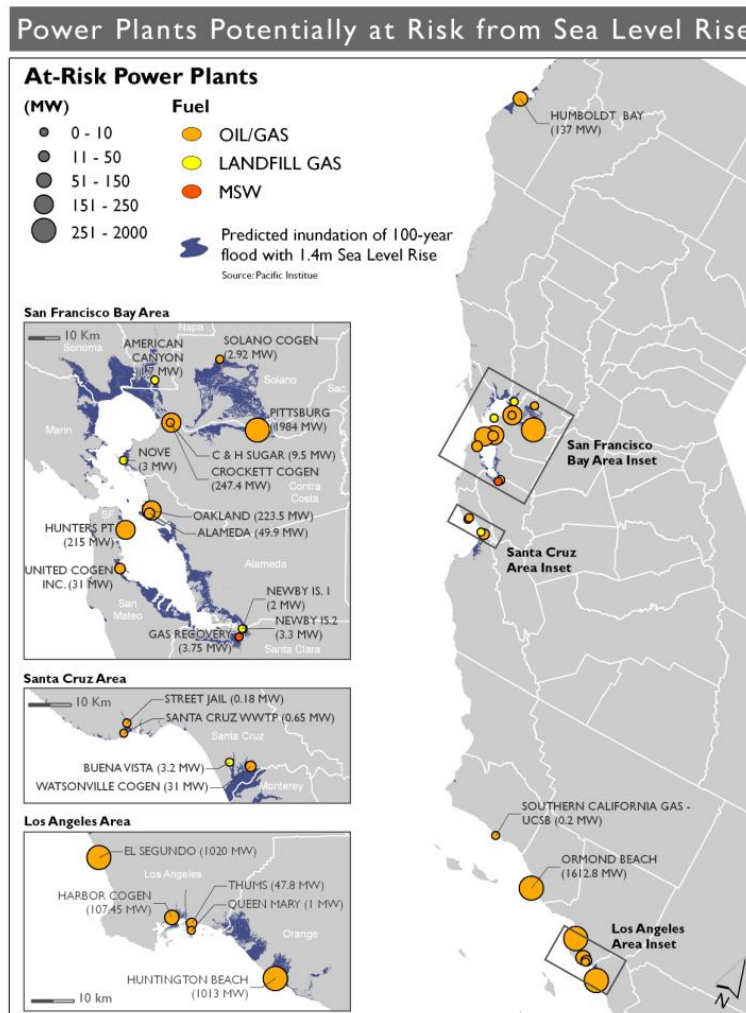 Power Plants Potentially at Risk from Sea Level Rise
At-Risk Power Plants
(MW)
0 - 10
11 - 50
51 - 150
151 - 250
251 - 2000
Fuel
OIL/GAS
LANDFILL GAS
MSW
Predicted inundation of 100-year
flood with 1.4m Sea Level Rise
Source: Pacific Institue
HUMBOLDT BAY
(137 MW)
San Francisco
Bay Area Inset
Santa Cruz
Area Inset
SOUTHERN CALIFORNIA GAS -
UCSB (0.2 MW)
ORMOND BEACH
(1612.8 MW)
Los Angeles
Area Inset
N
San Francisco Bay Area
10 Km
Sonoma
Napa
AMERICAN
CANYON
(1.7 MW)
SOLANO COGEN
(2.92 MW)
Solano
Sac.
Marin
PITTSBURG
(1984 MW)
C & H SUGAR (9.5 MW)
NOVE
(3 MW)
CROCKETT COGEN
(247.4 MW)
Contra
Costa
SF
OAKLAND (223.5 MW)
ALAMEDA (49.9 MW)
HUNTERS PT
(215 MW)
Alameda
UNITED COGEN
INC. (31 MW)
San
Mateo
NEWBY IS. 1
(2 MW)
NEWBY IS.2
(3.3 MW)
GAS RECOVERY
(3.75 MW)
Santa Clara
Santa Cruz Area
10 Km
STREET JAIL (0.18 MW)
SANTA CRUZ WWTP (0.65 MW)
Santa Cruz
BUENA VISTA (3.2 MW)
WATSONVILLE COGEN (31 MW)
Monterey
Los Angeles Area
EL SEGUNDO (1020 MW)
Los Angeles
HARBOR COGEN
(107.45 MW)
THUMS (47.8 MW)
QUEEN MARY (1 MW)
Orange
HUNTINGTON BEACH
(1013 MW)
10 km